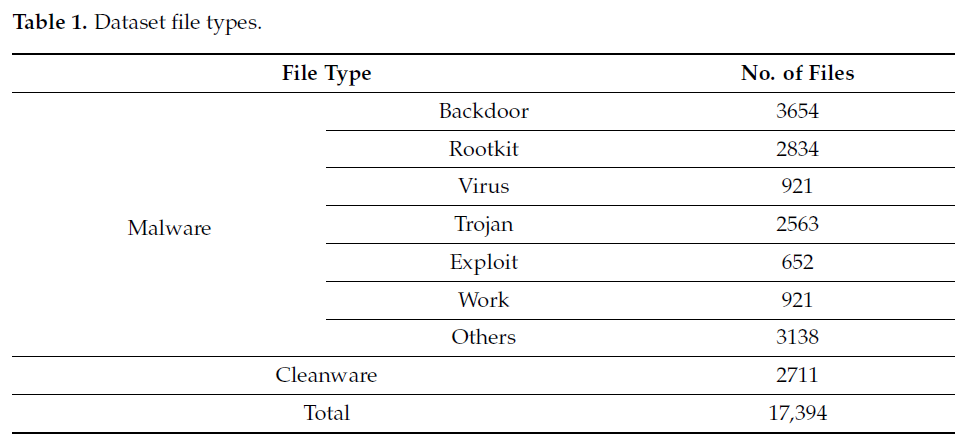 Table 1. Dataset file types.
File Type No. of Files
Backdoor 3654
Rootkit 2834
Virus 921
Malware Trojan 2563
Exploit 652
Work 921
Others 3138
Cleanware 2711
Total 17,394